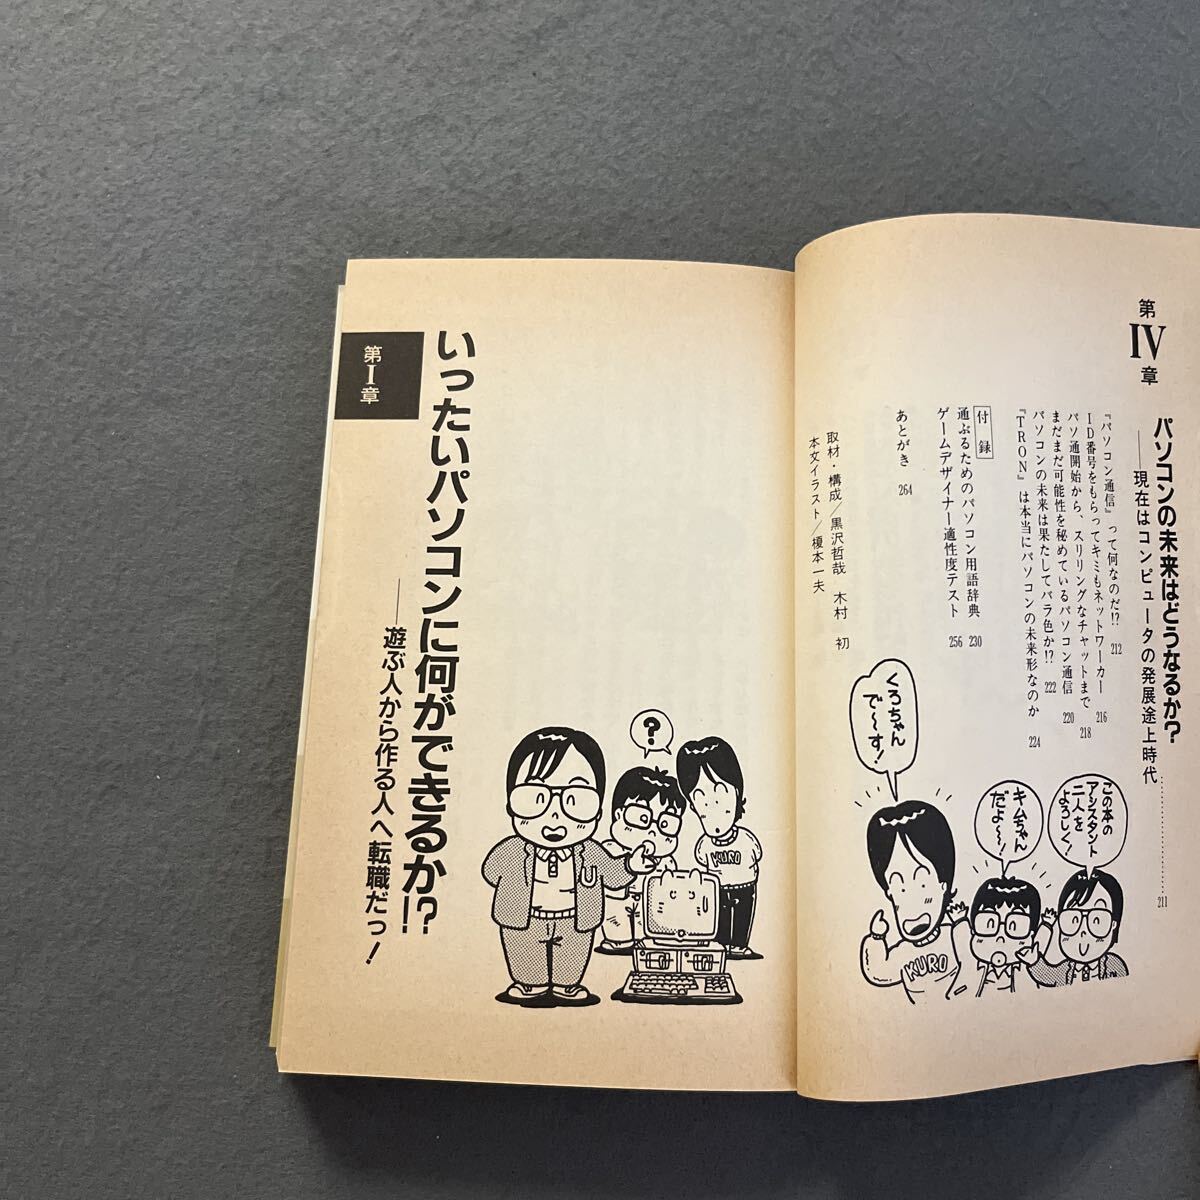 第
IV
章
パソコンの未来はどうなるか?
――現在はコンピュータの発展途上時代
211
『パソコン通信』って何なのだ!? 212
ID番号をもらってキミもネットワーカー 216
パソ通開始から、スリリングなチャットまで 218
まだまだ可能性を秘めているパソコン通信 220
パソコンの未来は果たしてバラ色か!? 222
『TRON』は本当にパソコンの未来形なのか 224
付録
通ぶるためのパソコン用語辞典 230
ゲームデザイナー適性度テスト 256
あとがき 264
取材・構成/黒沢哲哉 木村 初
本文イラスト/榎本一夫
この本の
アシスタント
二人を
よろしく!
キムちゃん
だよ〜!
くろちゃん
で〜す!
KURO
いったいパソコンに何ができるか!?
――遊ぶ人から作る人へ転職だっ!
第
I
章
?
KURO
U